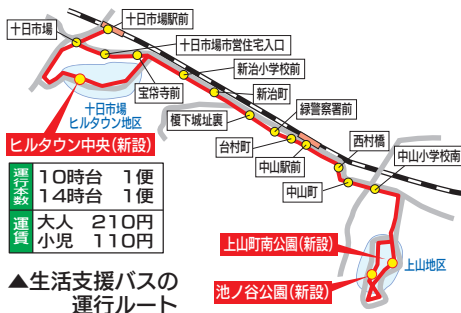 十日市場駅前
十日市場
十日市場市営住宅入口
新治小学校前
宝帒寺前
新治町
十日市場
ヒルタウン地区
榎下城址裏
緑警察署前
ヒルタウン中央(新設)
台村町
西村橋
中山駅前
中山小学校南
運行本数 10時台 1便
14時台 1便
中山町
運賃 大人 210円
小児 110円
上山町南公園(新設)
上山地区
▲生活支援バスの
運行ルート
池ノ谷公園(新設)